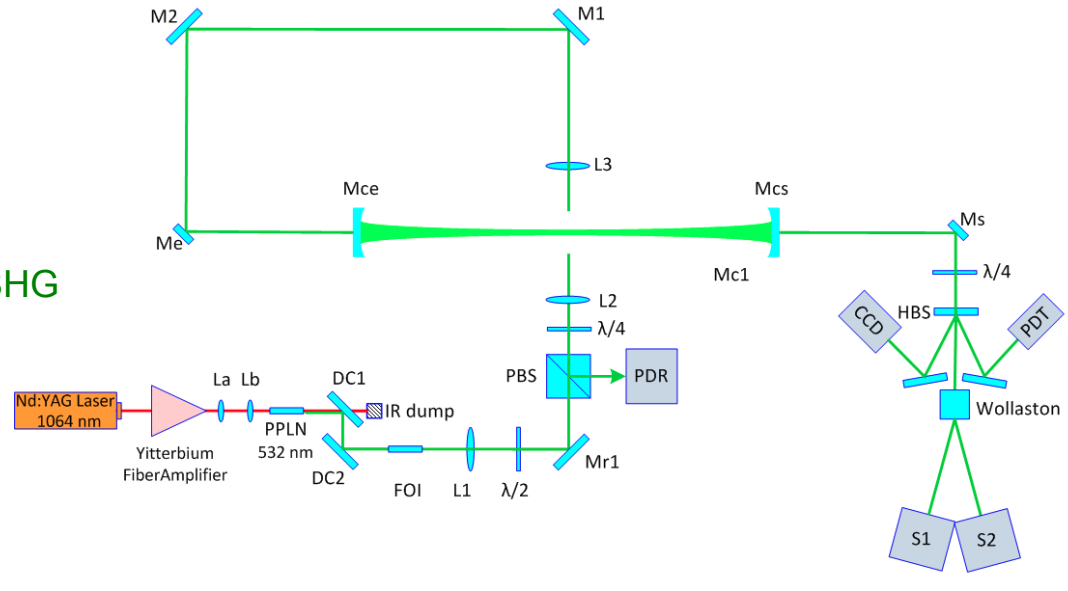 M2
M1
L3
Mce
Mcs
Me
Ms
Mc1
λ/4
SHG
L2
HBS
CCD
PDT
λ/4
PBS
PDR
La
Lb
DC1
Nd:YAG Laser
1064 nm
IR dump
Wollaston
PPLN
532 nm
Yitterbium
FiberAmplifier
DC2
Mr1
FOI
L1
λ/2
S1
S2